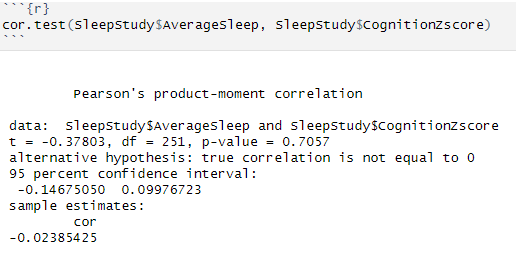 ```{r}
cor.test(SleepStudy$AverageSleep, SleepStudy$CognitionZscore)
```
Pearson's product-moment correlation
data:  SleepStudy$AverageSleep and SleepStudy$CognitionZscore
t = -0.37803, df = 251, p-value = 0.7057
alternative hypothesis: true correlation is not equal to 0
95 percent confidence interval:
-0.14675050  0.09976723
sample estimates:
cor
-0.02385425